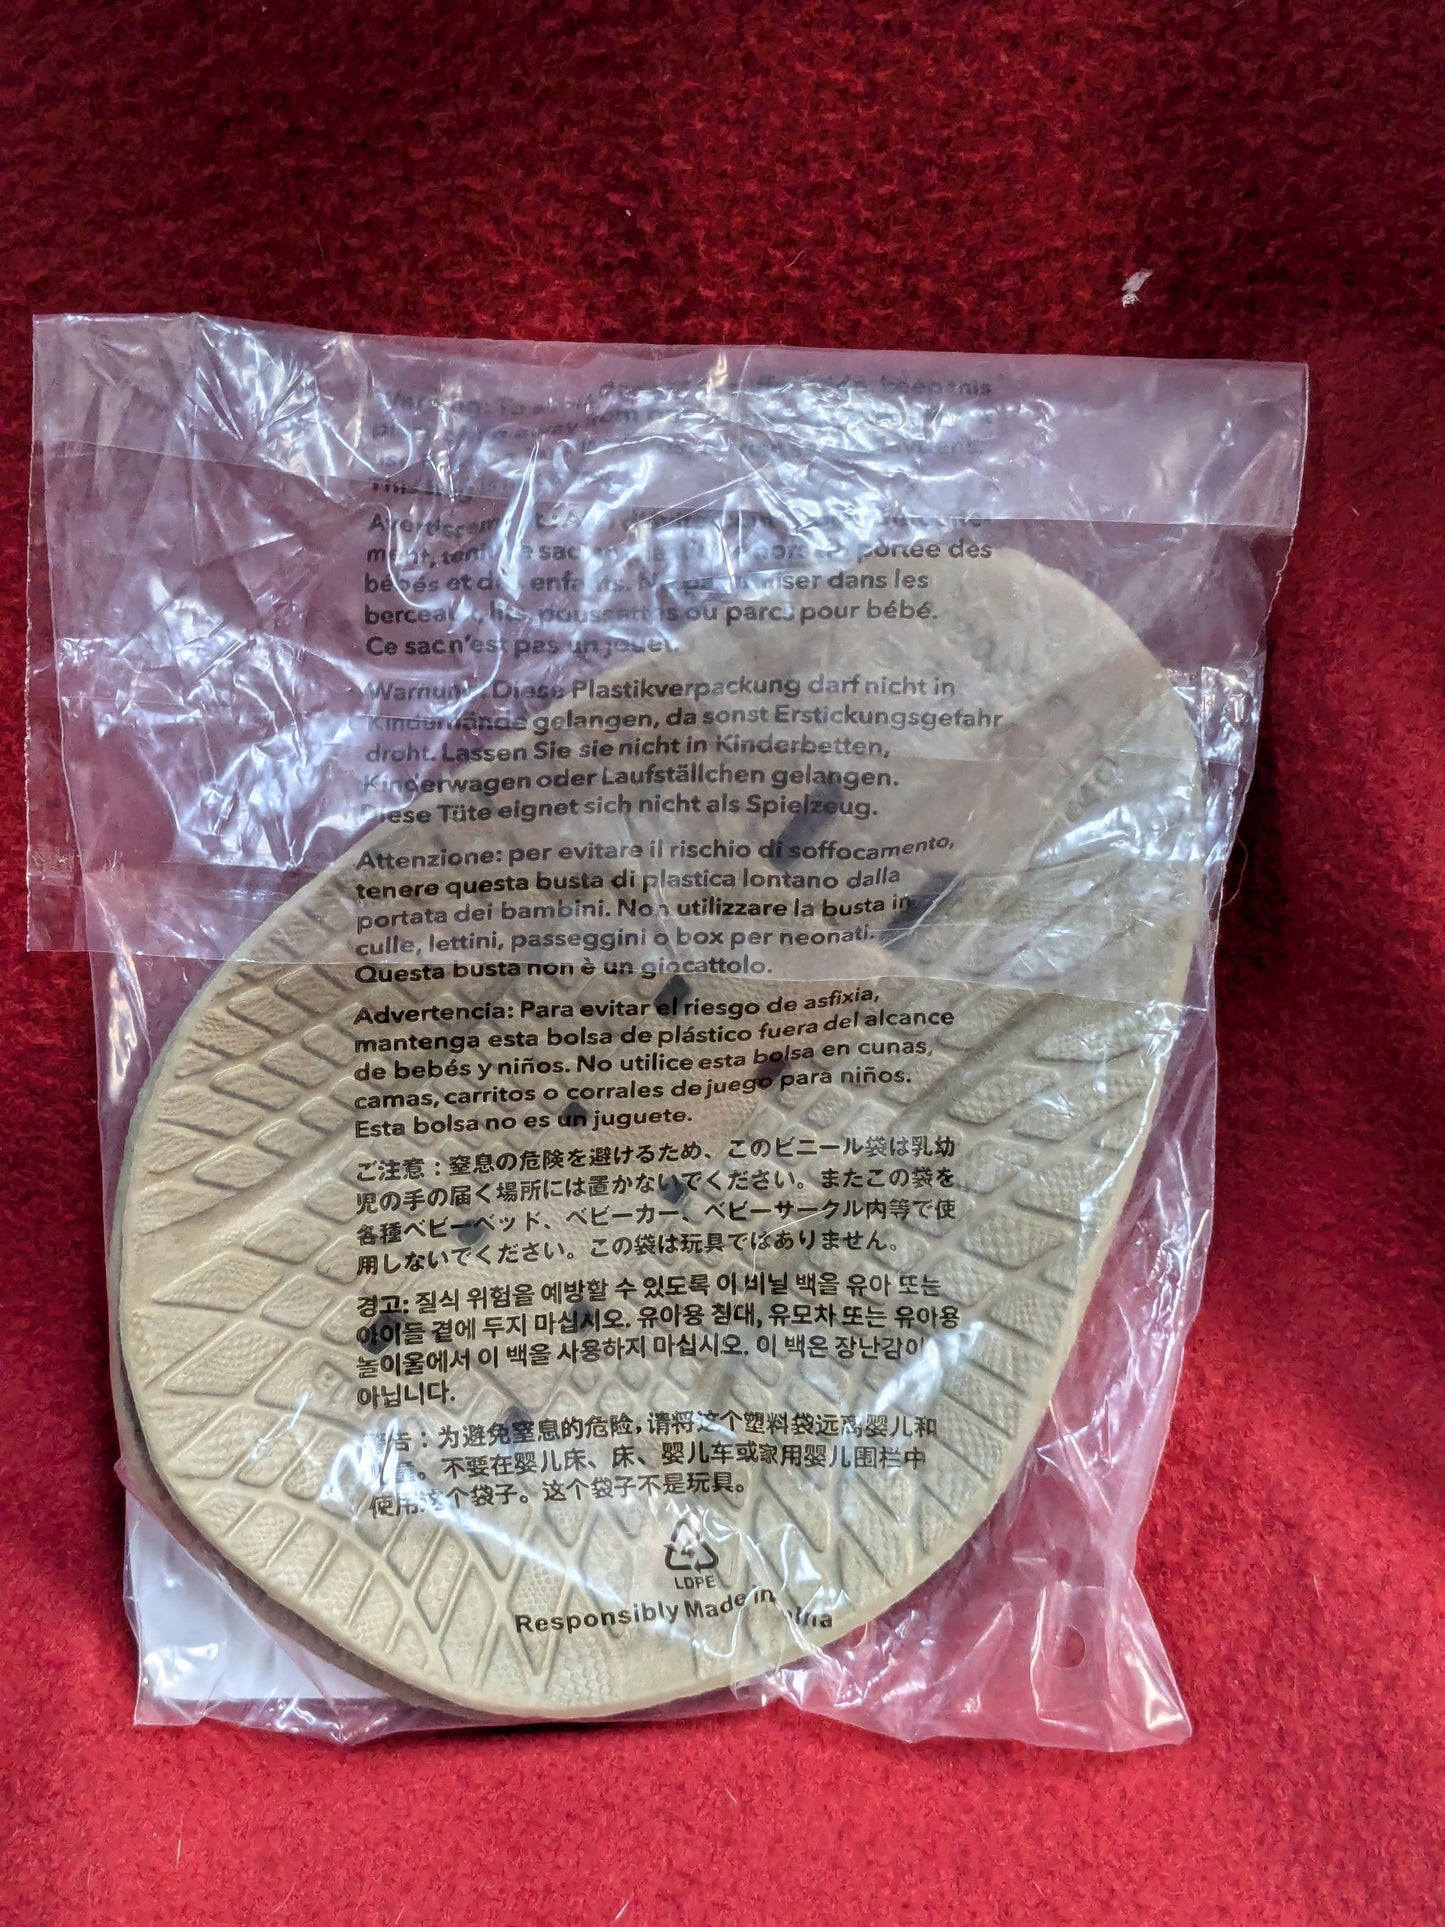 keep this
away from
Avertissement:
ment, tenir ce sac portée des
bébés et des enfants. Ne pas utiliser dans les
berceaux, lits, poussettes ou parcs pour bébé.
Ce sac n'est pas un jouet.
Warnung: Diese Plastikverpackung darf nicht in
Kinderhände gelangen, da sonst Erstickungsgefahr
droht. Lassen Sie sie nicht in Kinderbetten,
Kinderwagen oder Laufställchen gelangen.
Diese Tüte eignet sich nicht als Spielzeug.
Attenzione: per evitare il rischio di soffocamento,
tenere questa busta di plastica lontano dalla
portata dei bambini. Non utilizzare la busta in
culle, lettini, passeggini o box per neonati.
Questa busta non è un giocattolo.
Advertencia: Para evitar el riesgo de asfixia,
mantenga esta bolsa de plástico fuera del alcance
de bebés y niños. No utilice esta bolsa en cunas,
camas, carritos o corrales de juego para niños.
Esta bolsa no es un juguete.
ご注意：窒息の危険を避けるため、このビニール袋は乳幼
児の手の届く場所には置かないでください。またこの袋を
各種ベビーベッド、ベビーカー、ベビーサークル内等で使
用しないでください。この袋は玩具ではありません。
경고: 질식 위험을 예방할 수 있도록 이 비닐 백을 유아 또는
아이들 곁에 두지 마십시오. 유아용 침대, 유모차 또는 유아용
놀이울에서 이 백을 사용하지 마십시오. 이 백은 장난감이
아닙니다.
警告：为避免窒息的危险，请将这个塑料袋远离婴儿和
儿童。不要在婴儿床、床、婴儿车或家用婴儿围栏中
使用这个袋子。这个袋子不是玩具。
4
LDPE
Responsibly Made in China